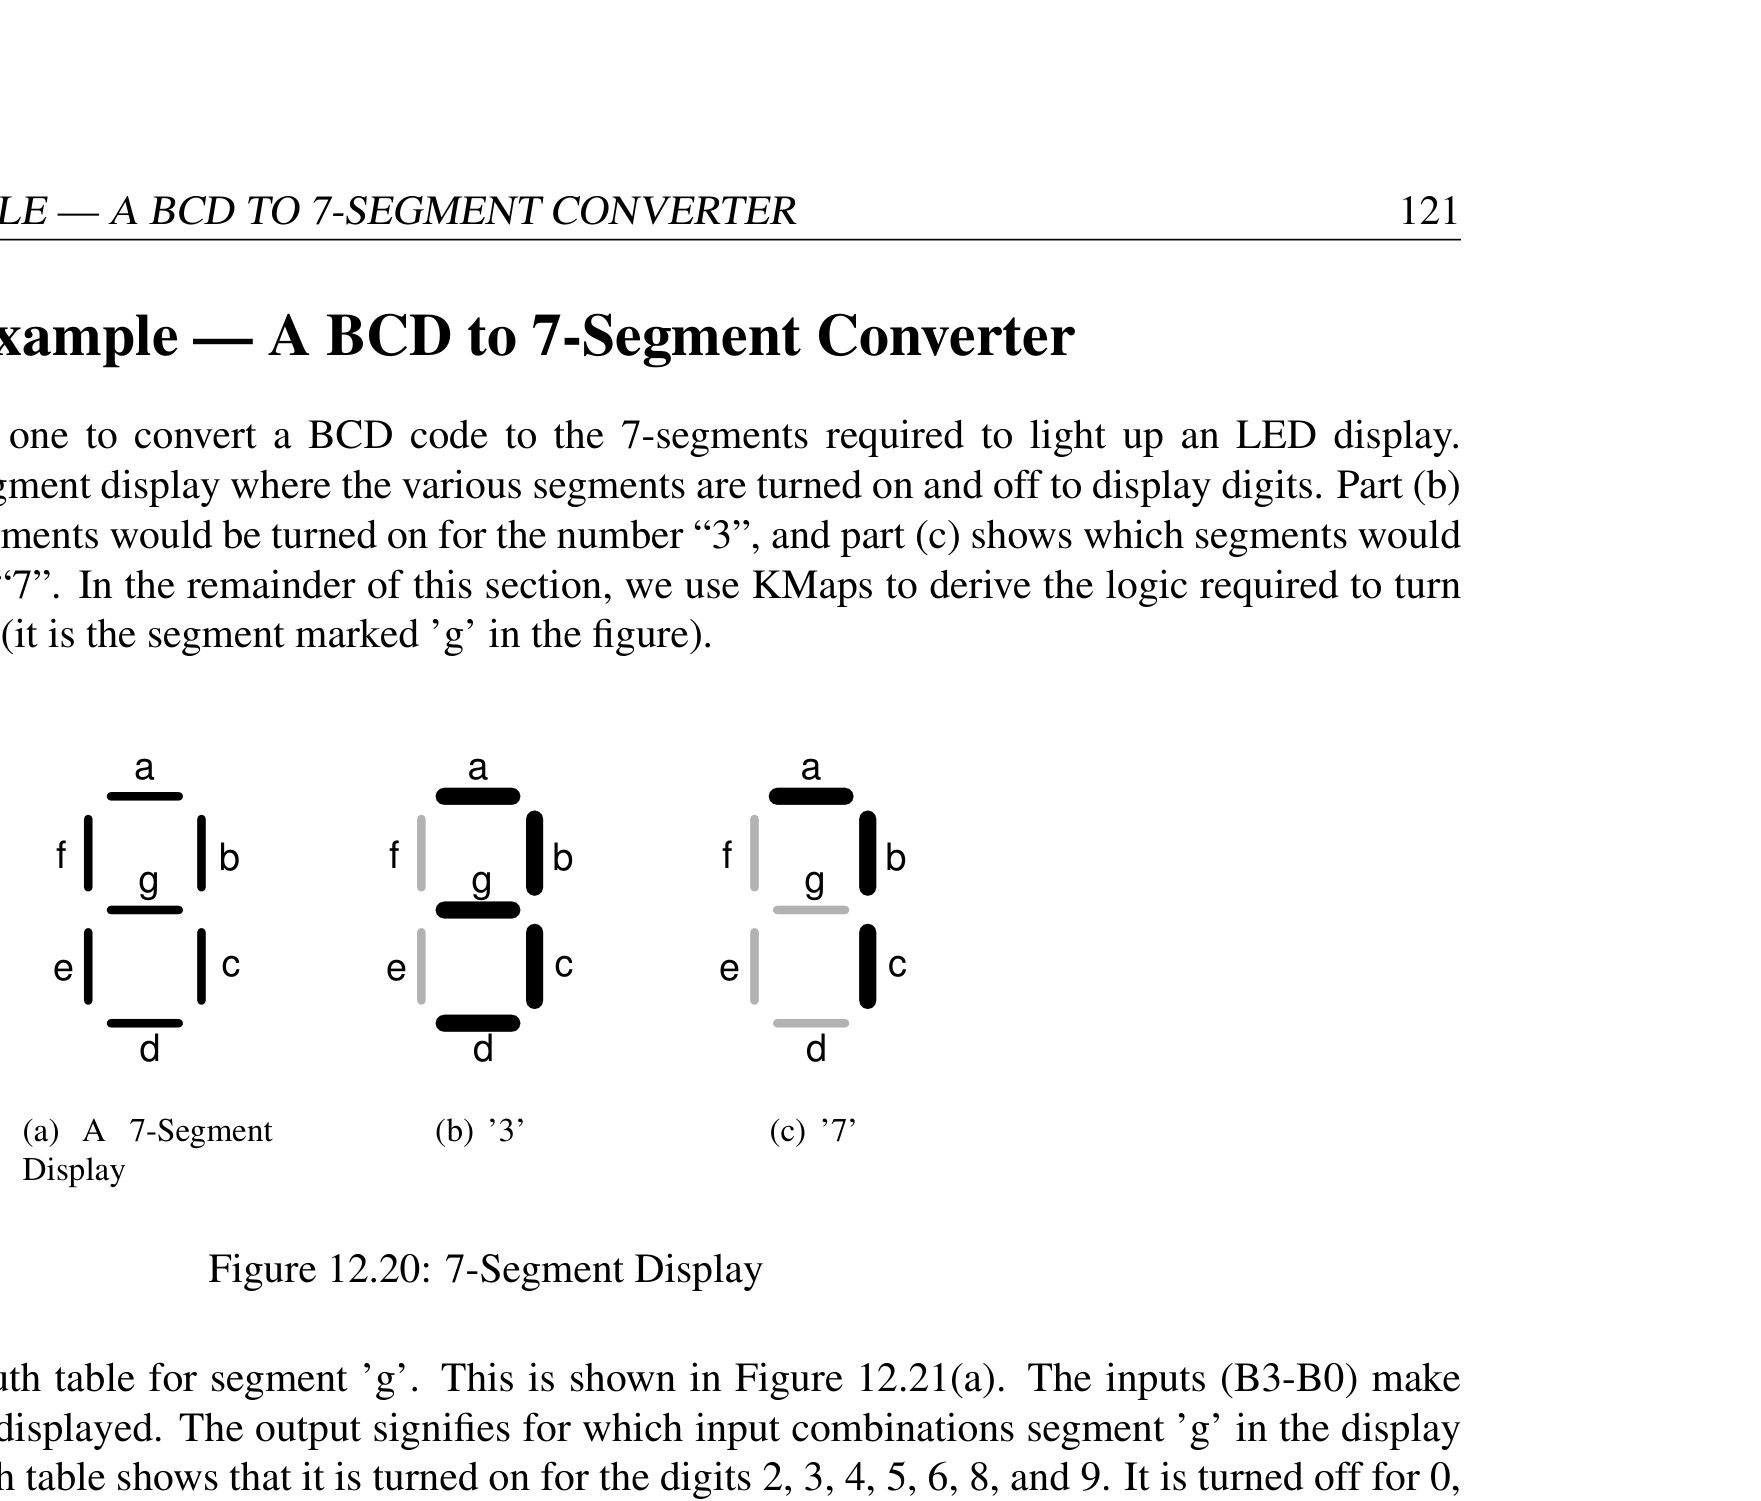 LE — A BCD TO 7-SEGMENT CONVERTER 121
xample — A BCD to 7-Segment Converter
one to convert a BCD code to the 7-segments required to light up an LED display.
gment display where the various segments are turned on and off to display digits. Part (b)
ments would be turned on for the number “3”, and part (c) shows which segments would
“7”. In the remainder of this section, we use KMaps to derive the logic required to turn
(it is the segment marked ’g’ in the figure).
a a a
f b f b f b
g g g
e c e c e c
d d d
(a) A 7-Segment (b) ’3’ (c) ’7’
Display
Figure 12.20: 7-Segment Display
uth table for segment ’g’. This is shown in Figure 12.21(a). The inputs (B3-B0) make
displayed. The output signifies for which input combinations segment ’g’ in the display
h table shows that it is turned on for the digits 2, 3, 4, 5, 6, 8, and 9. It is turned off for 0,